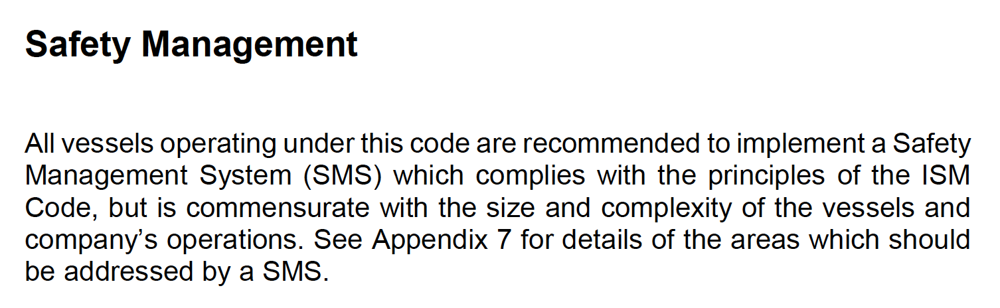 Safety Management
All vessels operating under this code are recommended to implement a Safety
Management System (SMS) which complies with the principles of the ISM
Code, but is commensurate with the size and complexity of the vessels and
company’s operations. See Appendix 7 for details of the areas which should
be addressed by a SMS.